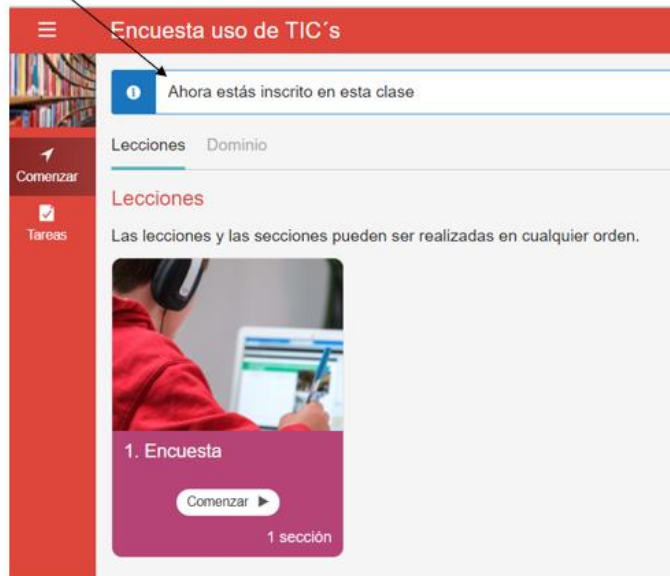 Encuesta uso de TIC´s
Ahora estás inscrito en esta clase
Comenzar
Tareas
Lecciones Dominio
Lecciones
Las lecciones y las secciones pueden ser realizadas en cualquier orden.
1. Encuesta
Comenzar
1 sección